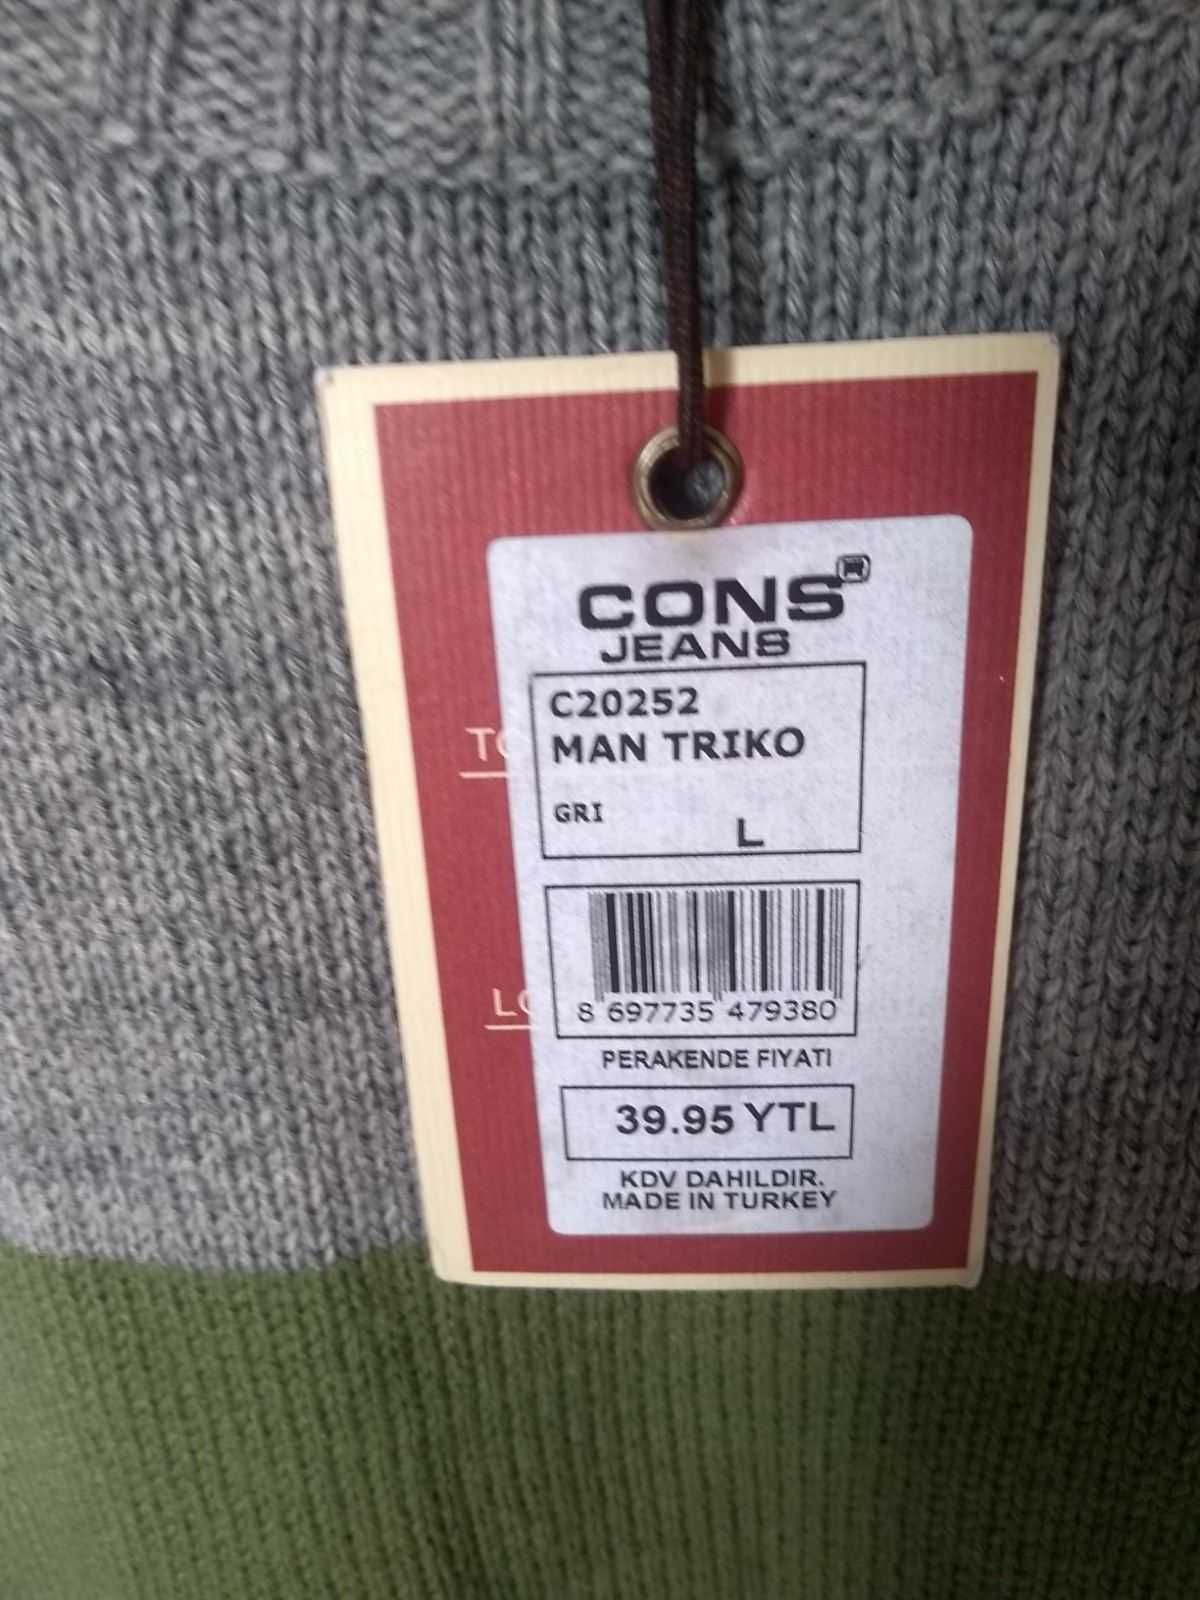 CONS®
JEANS
C20252
MAN TRIKO
GRI
L
8 697735 479380
PERAKENDE FIYATI
39.95 YTL
KDV DAHILDIR.
MADE IN TURKEY